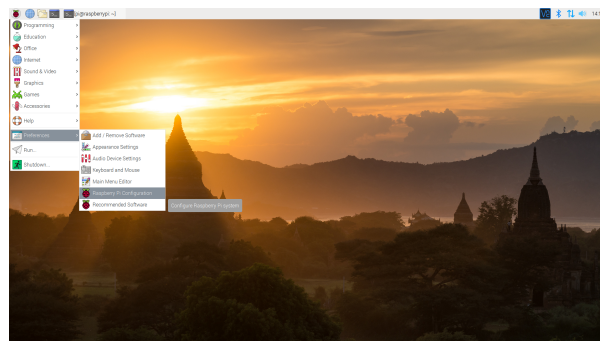 pi@raspberrypi: ~]
14:1
Programming
Education
Office
Internet
Sound & Video
Graphics
Games
Accessories
Help
Preferences
Run...
Shutdown...
Add / Remove Software
Appearance Settings
Audio Device Settings
Keyboard and Mouse
Main Menu Editor
Raspberry Pi Configuration
Recommended Software
Configure Raspberry Pi system